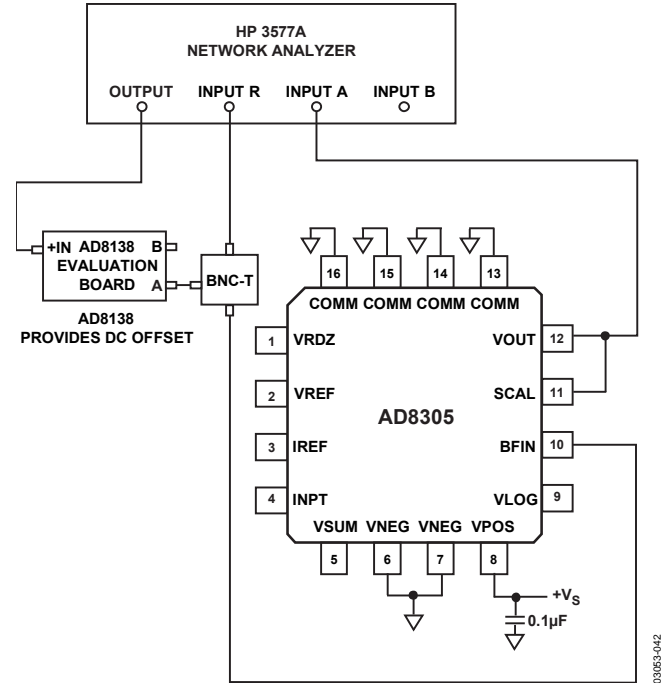 HP 3577A
NETWORK ANALYZER
OUTPUT INPUT R INPUT A INPUT B
+IN AD8138 B
EVALUATION
BOARD A
BNC-T
AD8138
PROVIDES DC OFFSET
16 15 14 13
COMM COMM COMM COMM
1 VRDZ
VOUT 12
2 VREF
SCAL 11
AD8305
3 IREF
BFIN 10
4 INPT
VLOG 9
VSUM VNEG VNEG VPOS
5 6 7 8
+VS
0.1µF
03053-042